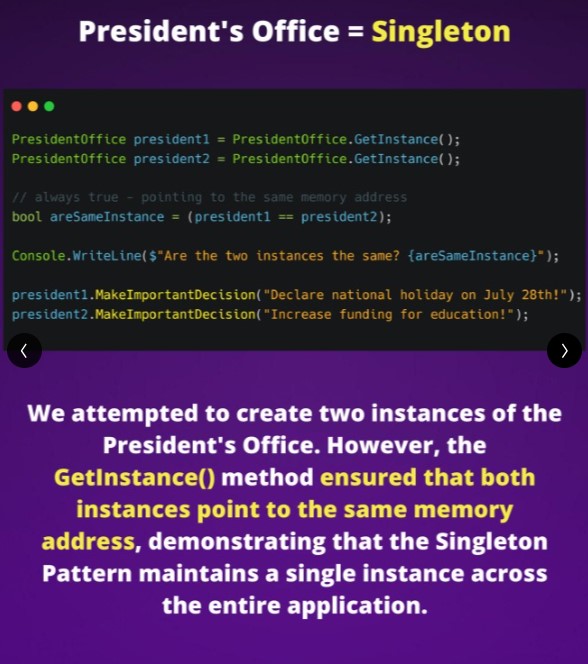 President's Office = Singleton
PresidentOffice president1 = PresidentOffice.GetInstance();
PresidentOffice president2 = PresidentOffice.GetInstance();
// always true - pointing to the same memory address
bool areSameInstance = (president1 == president2);
Console.WriteLine($"Are the two instances the same? {areSameInstance}");
president1.MakeImportantDecision("Declare national holiday on July 28th!");
president2.MakeImportantDecision("Increase funding for education!");
We attempted to create two instances of the
President's Office. However, the
GetInstance() method ensured that both
instances point to the same memory
address, demonstrating that the Singleton
Pattern maintains a single instance across
the entire application.